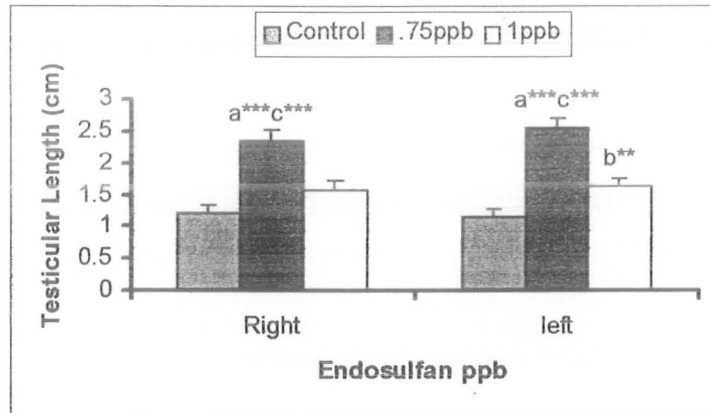 Control .75ppb 1ppb
Testicular Length (cm)
3
2.5
2
1.5
1
0.5
0
a***c***
a***c***
b**
Right left
Endosulfan ppb